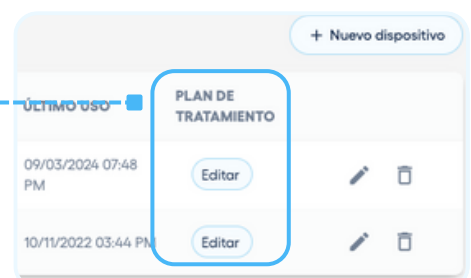 + Nuevo dispositivo
ÚLTIMO USO
PLAN DE
TRATAMIENTO
09/03/2024 07:48
PM
Editar
10/11/2022 03:44 PM
Editar